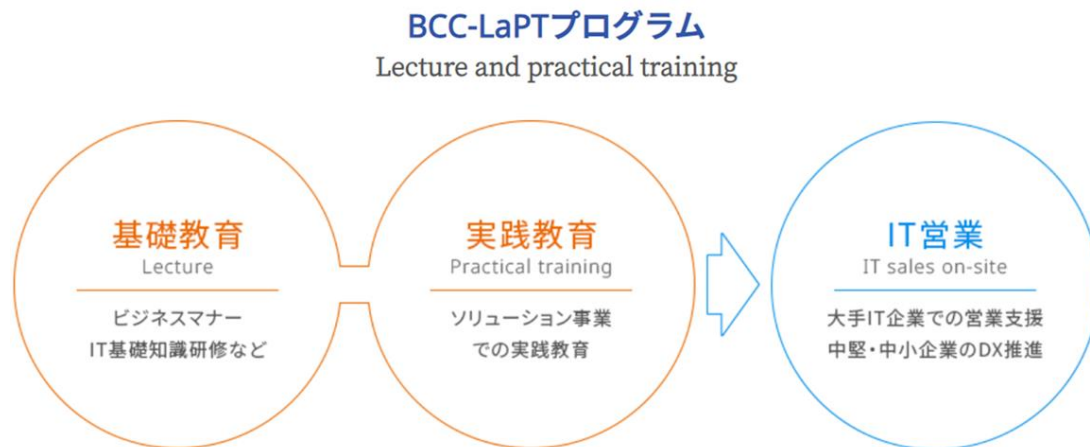 BCC-LaPTプログラム
Lecture and practical training
基礎教育
Lecture
ビジネスマナー
IT基礎知識研修など
実践教育
Practical training
ソリューション事業
での実践教育
IT営業
IT sales on-site
大手IT企業での営業支援
中堅・中小企業のDX推進